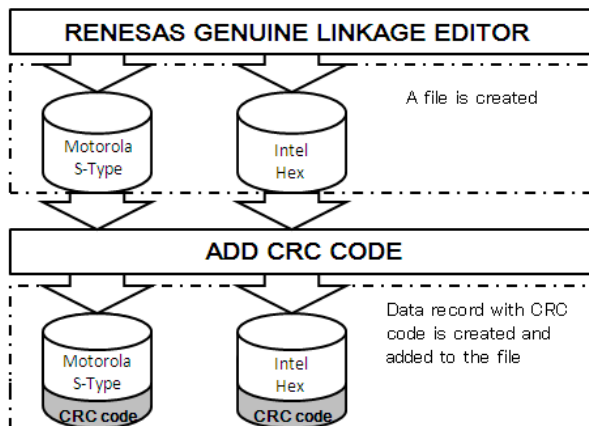 RENESAS GENUINE LINKAGE EDITOR
A file is created
Motorola
S-Type
Intel
Hex
ADD CRC CODE
Data record with CRC
code is created and
added to the file
Motorola
S-Type
CRC code
Intel
Hex
CRC code